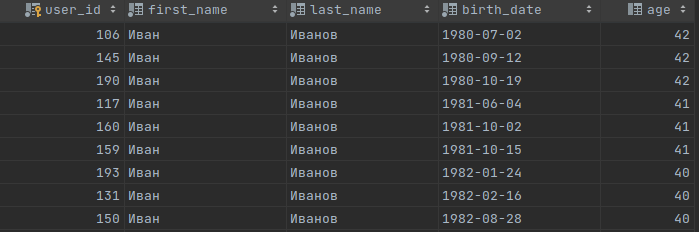 user_id first_name last_name birth_date age
106 Иван Иванов 1980-07-02 42
145 Иван Иванов 1980-09-12 42
190 Иван Иванов 1980-10-19 42
117 Иван Иванов 1981-06-04 41
160 Иван Иванов 1981-10-02 41
159 Иван Иванов 1981-10-15 41
193 Иван Иванов 1982-01-24 40
131 Иван Иванов 1982-02-16 40
150 Иван Иванов 1982-08-28 40